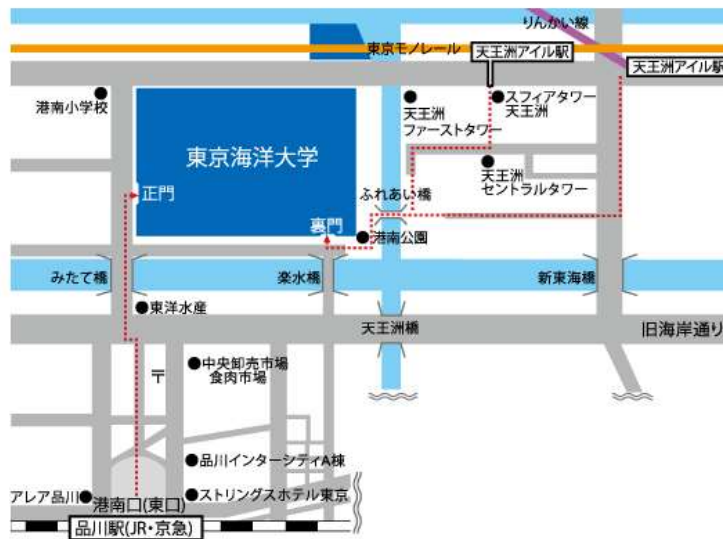 りんかい線
東京モノレール
天王洲アイル駅
天王洲アイル駅
港南小学校
スフィアタワー
天王洲
天王洲
ファーストタワー
東京海洋大学
天王洲
セントラルタワー
正門
ふれあい橋
裏門
港南公園
みたて橋
楽水橋
新東海橋
東洋水産
天王洲橋
旧海岸通り
中央卸売市場
食肉市場
〒
品川インターシティA棟
アレア品川
ストリングスホテル東京
港南口(東口)
品川駅(JR・京急)